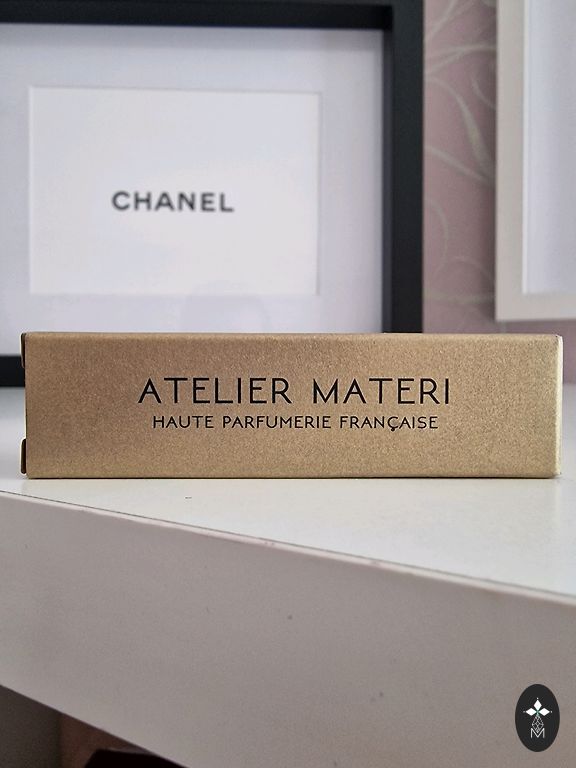 CHANEL
ATELIER MATERI
HAUTE PARFUMERIE FRANÇAISE
M